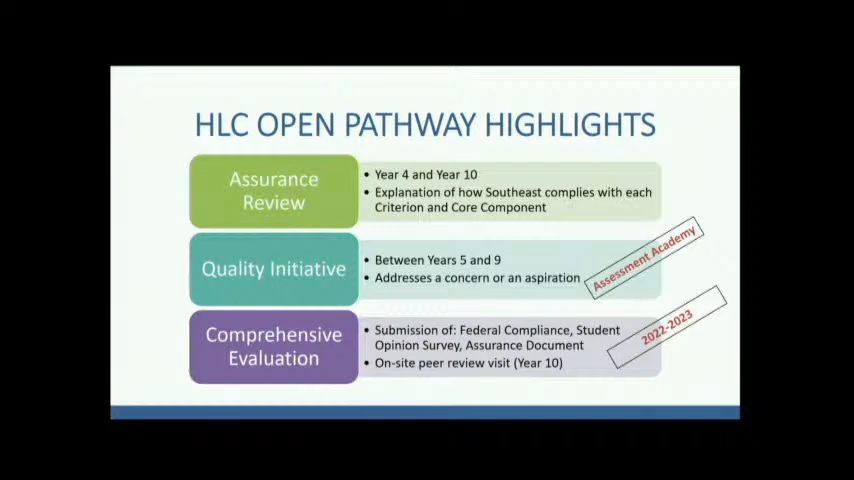 HLC OPEN PATHWAY HIGHLIGHTS
Assurance
Review
• Year 4 and Year 10
• Explanation of how Southeast complies with each
Criterion and Core Component
Quality Initiative
• Between Years 5 and 9
• Addresses a concern or an aspiration
Assessment Academy
Comprehensive
Evaluation
• Submission of: Federal Compliance, Student
Opinion Survey, Assurance Document
• On-site peer review visit (Year 10)
2022-2023